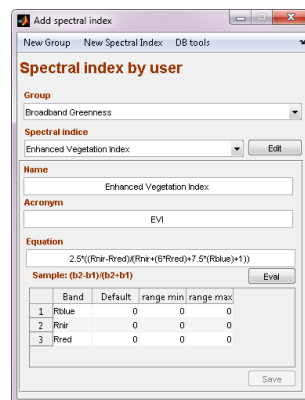 Add spectral index
New Group New Spectral Index DB tools
Spectral index by user
Group
Broadband Greenness
Spectral indice
Enhanced Vegetation Index
Edit
Name
Enhanced Vegetation Index
Acronym
EVI
Equation
2.5*((Rnir-Rred)/(Rnir+(6*Rred)+7.5*(Rblue)+1))
Sample: (b2-b1)/(b2+b1)
Eval
Band Default range min range max
1 Rblue 0 0 0
2 Rnir 0 0 0
3 Rred 0 0 0
Save